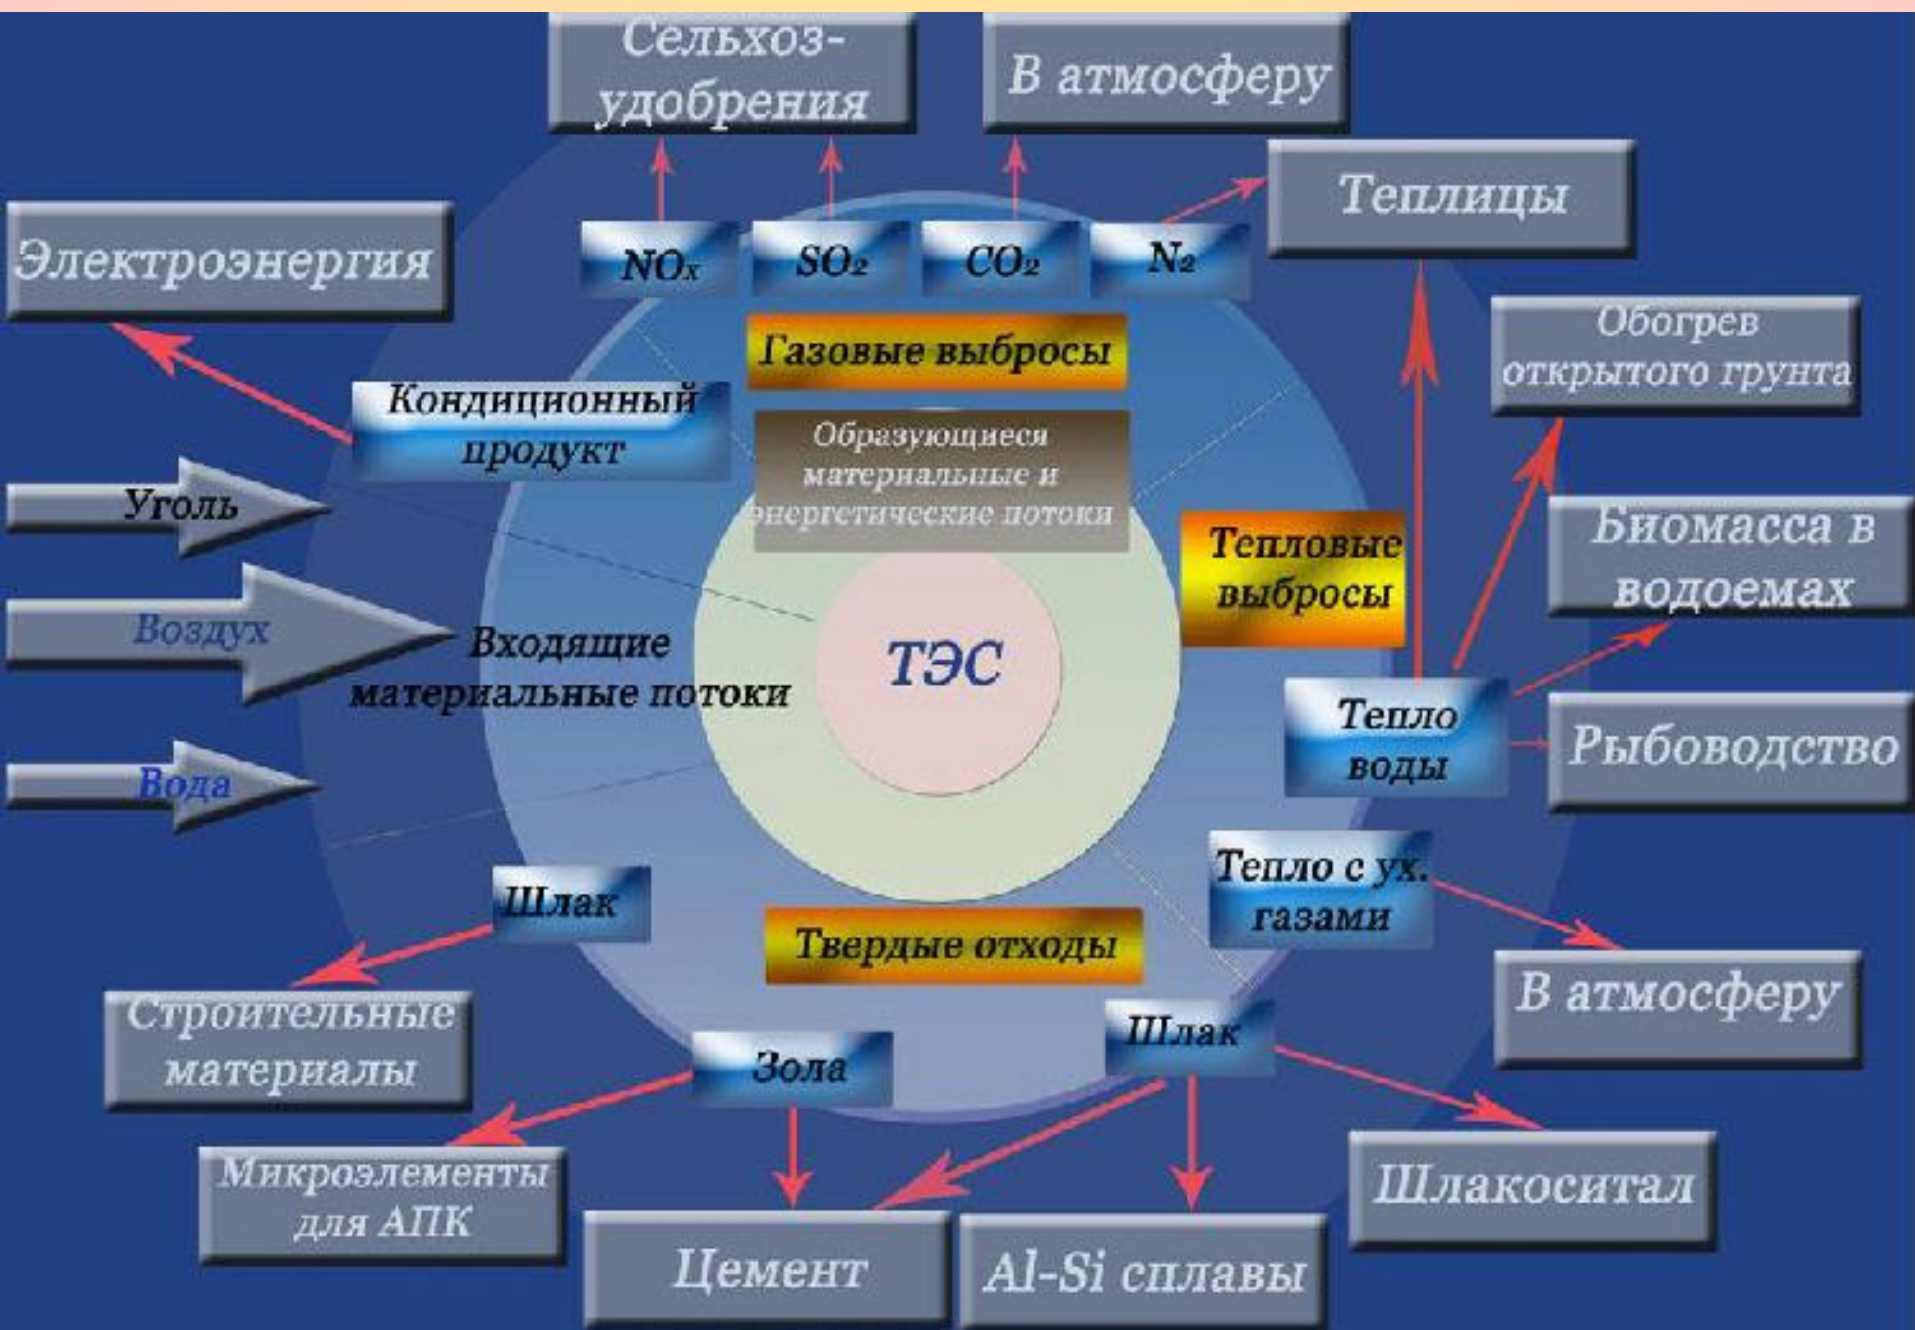 Сельхоз-
удобрения
В атмосферу
Теплицы
Электроэнергия
NOx
SO2
CO2
N2
Обогрев
открытого грунта
Газовые выбросы
Кондиционный
продукт
Образующиеся
материальные и
энергетические потоки
Уголь
Тепловые
выбросы
Биомасса в
водоемах
Воздух
Входящие
материальные потоки
ТЭС
Тепло
воды
Рыбоводство
Вода
Тепло с ух.
газами
Шлак
Твердые отходы
В атмосферу
Строительные
материалы
Зола
Шлак
Микроэлементы
для АПК
Шлакоситал
Цемент
Al-Si сплавы